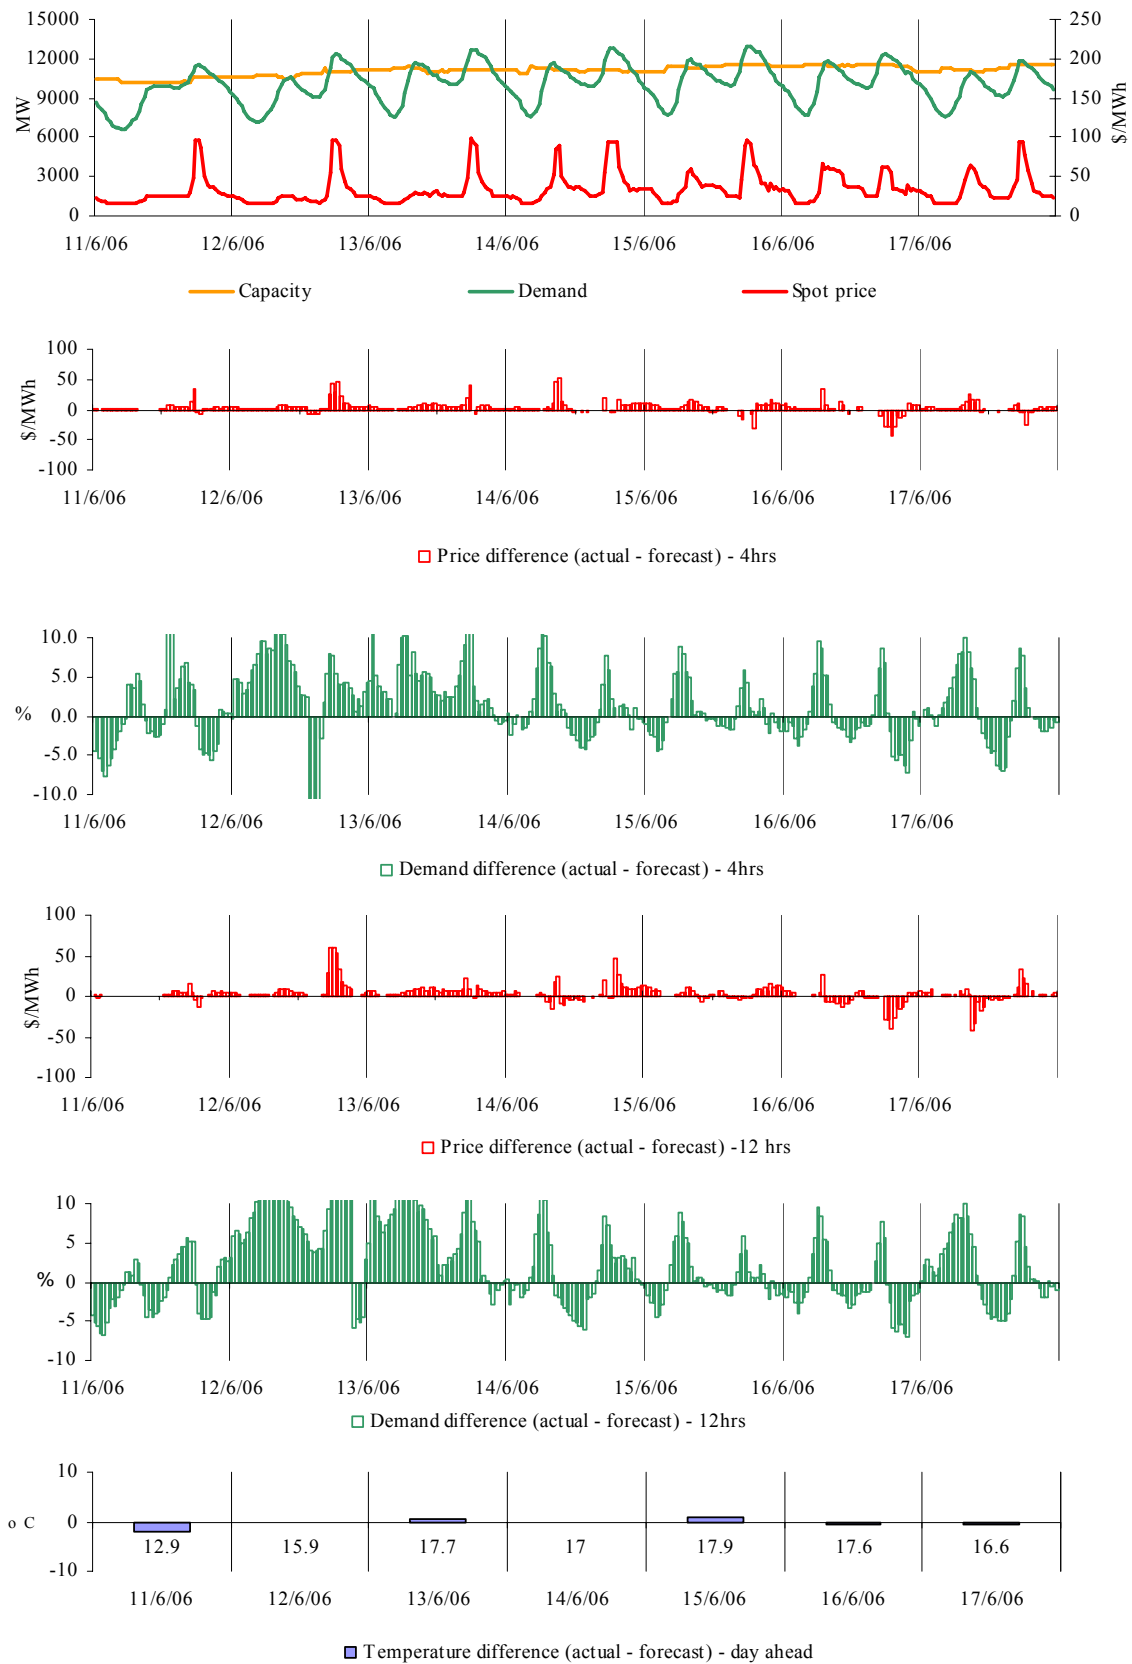 15000
250
12000
200
9000
150
MW
$/MWh
6000
100
3000
50
0
0
11/6/06 12/6/06 13/6/06 14/6/06 15/6/06 16/6/06 17/6/06
Capacity Demand Spot price
100
50
0
$/MWh
-50
-100
11/6/06 12/6/06 13/6/06 14/6/06 15/6/06 16/6/06 17/6/06
Price difference (actual - forecast) - 4hrs
10.0
5.0
% 0.0
-5.0
-10.0
11/6/06 12/6/06 13/6/06 14/6/06 15/6/06 16/6/06 17/6/06
Demand difference (actual - forecast) - 4hrs
100
50
0
$/MWh
-50
-100
11/6/06 12/6/06 13/6/06 14/6/06 15/6/06 16/6/06 17/6/06
Price difference (actual - forecast) -12 hrs
10
5
% 0
-5
-10
11/6/06 12/6/06 13/6/06 14/6/06 15/6/06 16/6/06 17/6/06
Demand difference (actual - forecast) - 12hrs
10
o C 0
12.9 15.9 17.7 17 17.9 17.6 16.6
-10
11/6/06 12/6/06 13/6/06 14/6/06 15/6/06 16/6/06 17/6/06
Temperature difference (actual - forecast) - day ahead